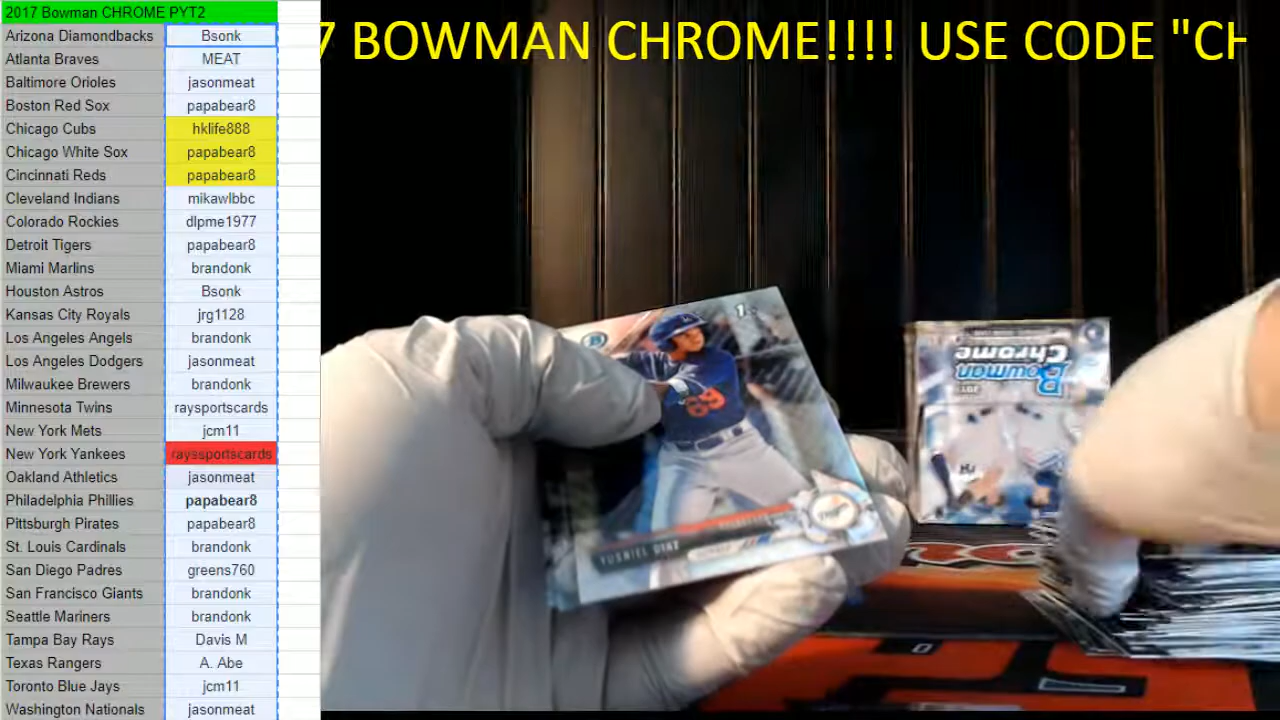 2017 Bowman CHROME PYT2
Arizona Diamondbacks Bsonk
Atlanta Braves MEAT
Baltimore Orioles jasonmeat
Boston Red Sox papabear8
Chicago Cubs hklife888
Chicago White Sox papabear8
Cincinnati Reds papabear8
Cleveland Indians mikawlbbc
Colorado Rockies dlpme1977
Detroit Tigers papabear8
Miami Marlins brandonk
Houston Astros Bsonk
Kansas City Royals jrg1128
Los Angeles Angels brandonk
Los Angeles Dodgers jasonmeat
Milwaukee Brewers brandonk
Minnesota Twins raysportscards
New York Mets jcm11
New York Yankees rayssportscards
Oakland Athletics jasonmeat
Philadelphia Phillies papabear8
Pittsburgh Pirates papabear8
St. Louis Cardinals brandonk
San Diego Padres greens760
San Francisco Giants brandonk
Seattle Mariners brandonk
Tampa Bay Rays Davis M
Texas Rangers A. Abe
Toronto Blue Jays jcm11
Washington Nationals jasonmeat
7 BOWMAN CHROME!!!! USE CODE "CH
1st
69
YUSNIEL DIAZ
Bowman
Chrome